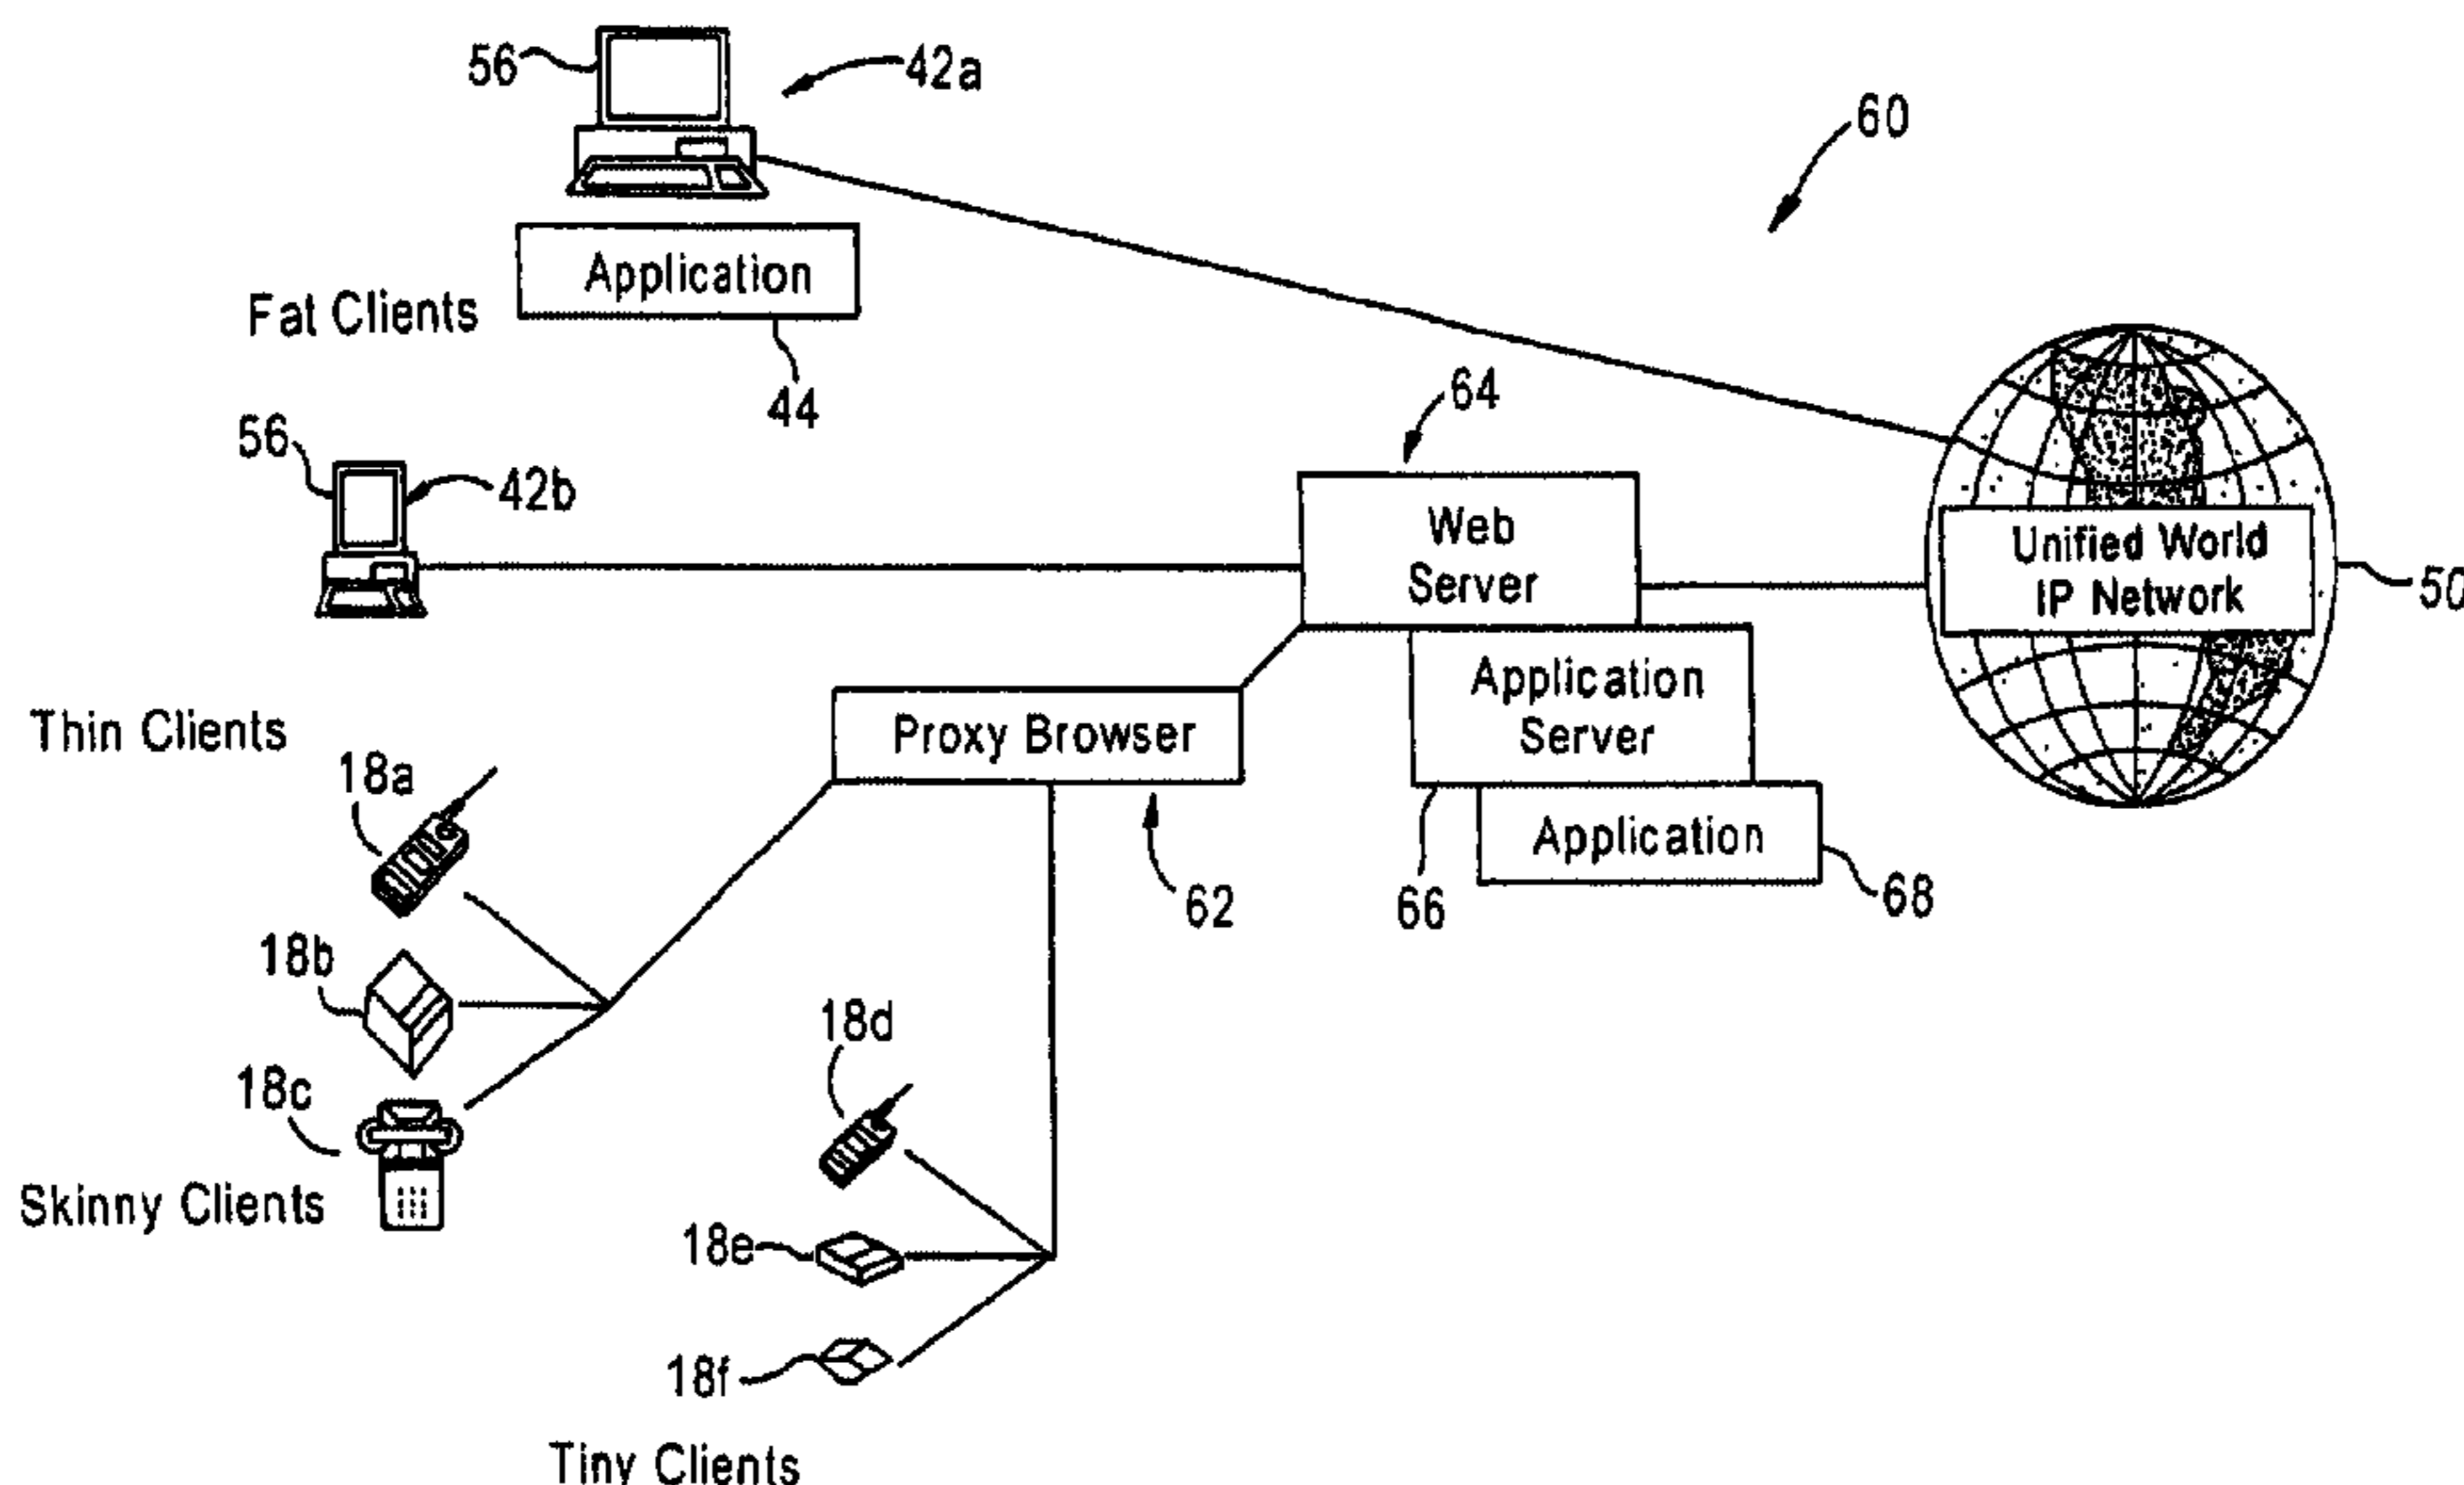 56
42a
60
Application
Fat Clients
44
64
56
42b
Web
Server
Unified World
IP Network
50
Application
Server
Thin Clients
Proxy Browser
18a
Application
62
66
68
18b
18d
18c
Skinny Clients
18e
18f
Tiny Clients